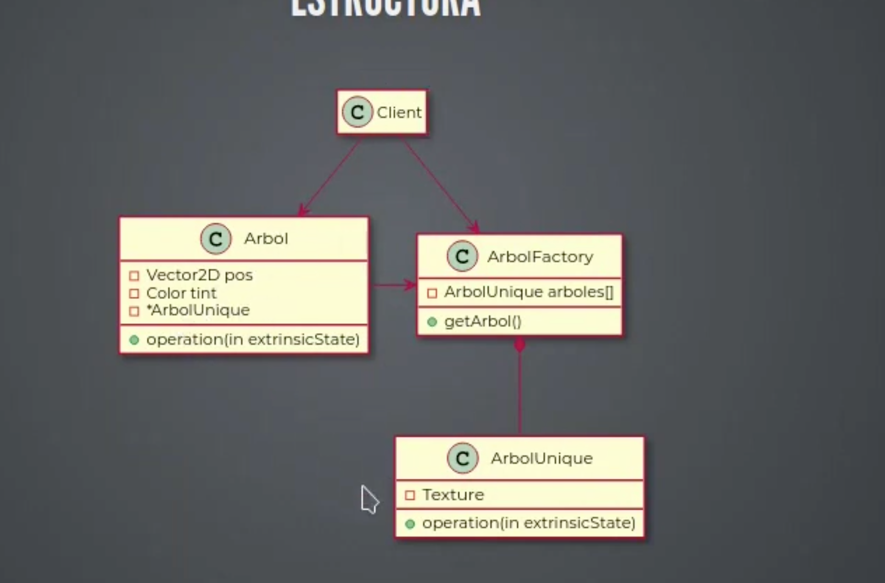 ESTRUCTURA
C Client
C Arbol
Vector2D pos
Color tint
*ArbolUnique
operation(in extrinsicState)
C ArbolFactory
ArbolUnique arboles[]
getArbol()
C ArbolUnique
Texture
operation(in extrinsicState)